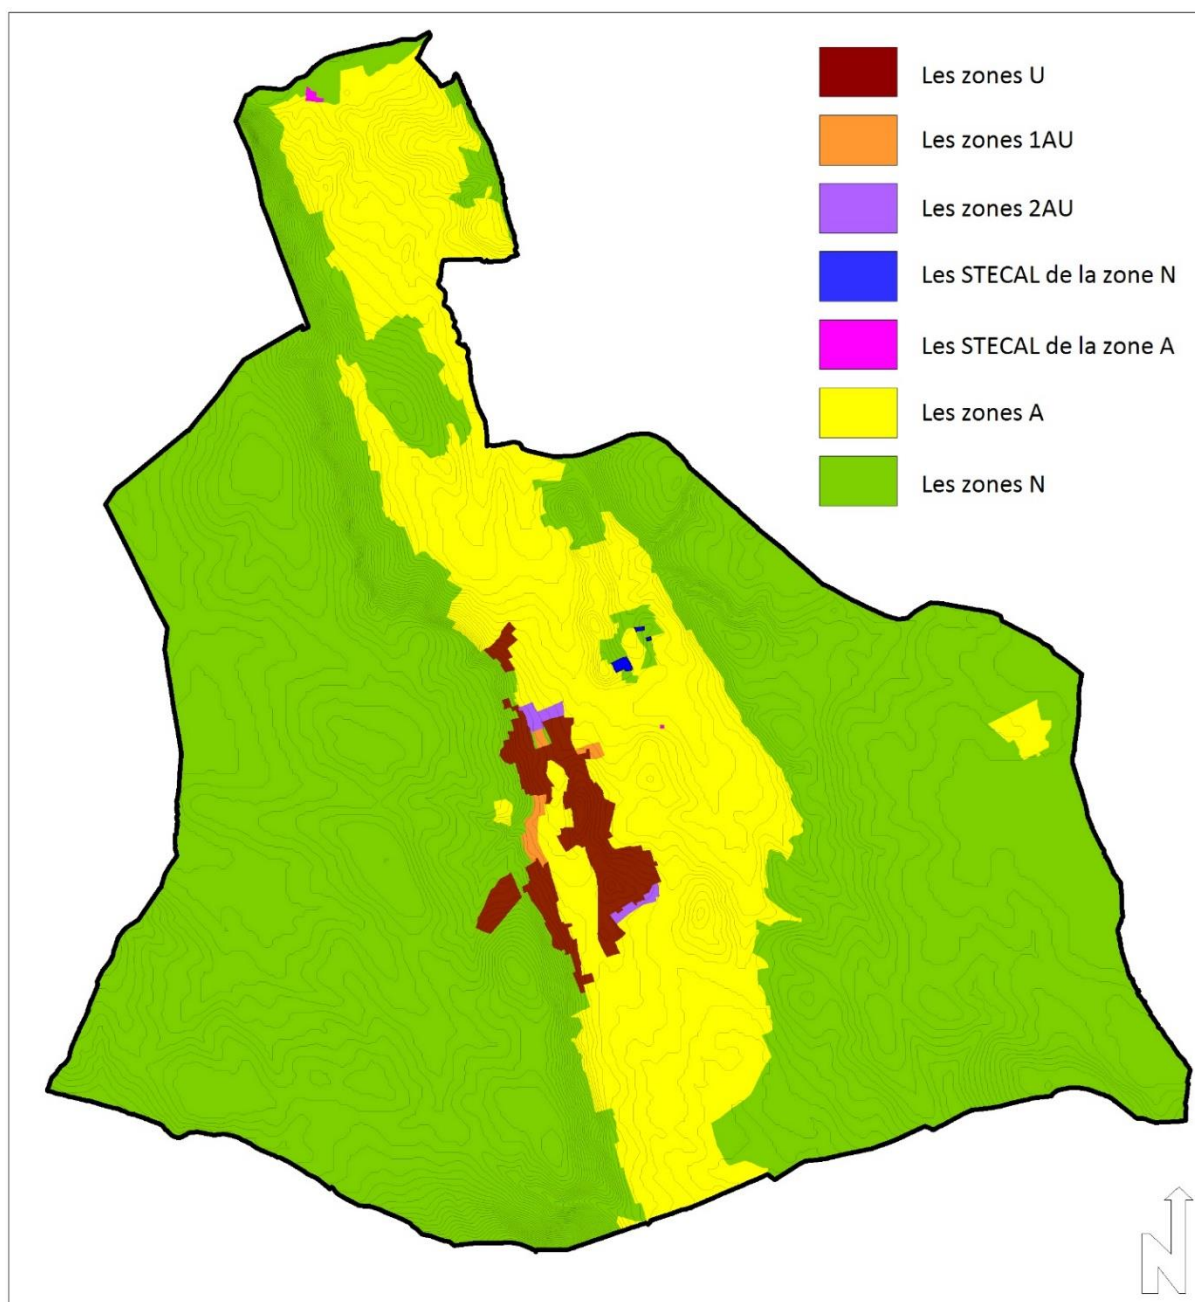 Les zones U
Les zones 1AU
Les zones 2AU
Les STECAL de la zone N
Les STECAL de la zone A
Les zones A
Les zones N
N